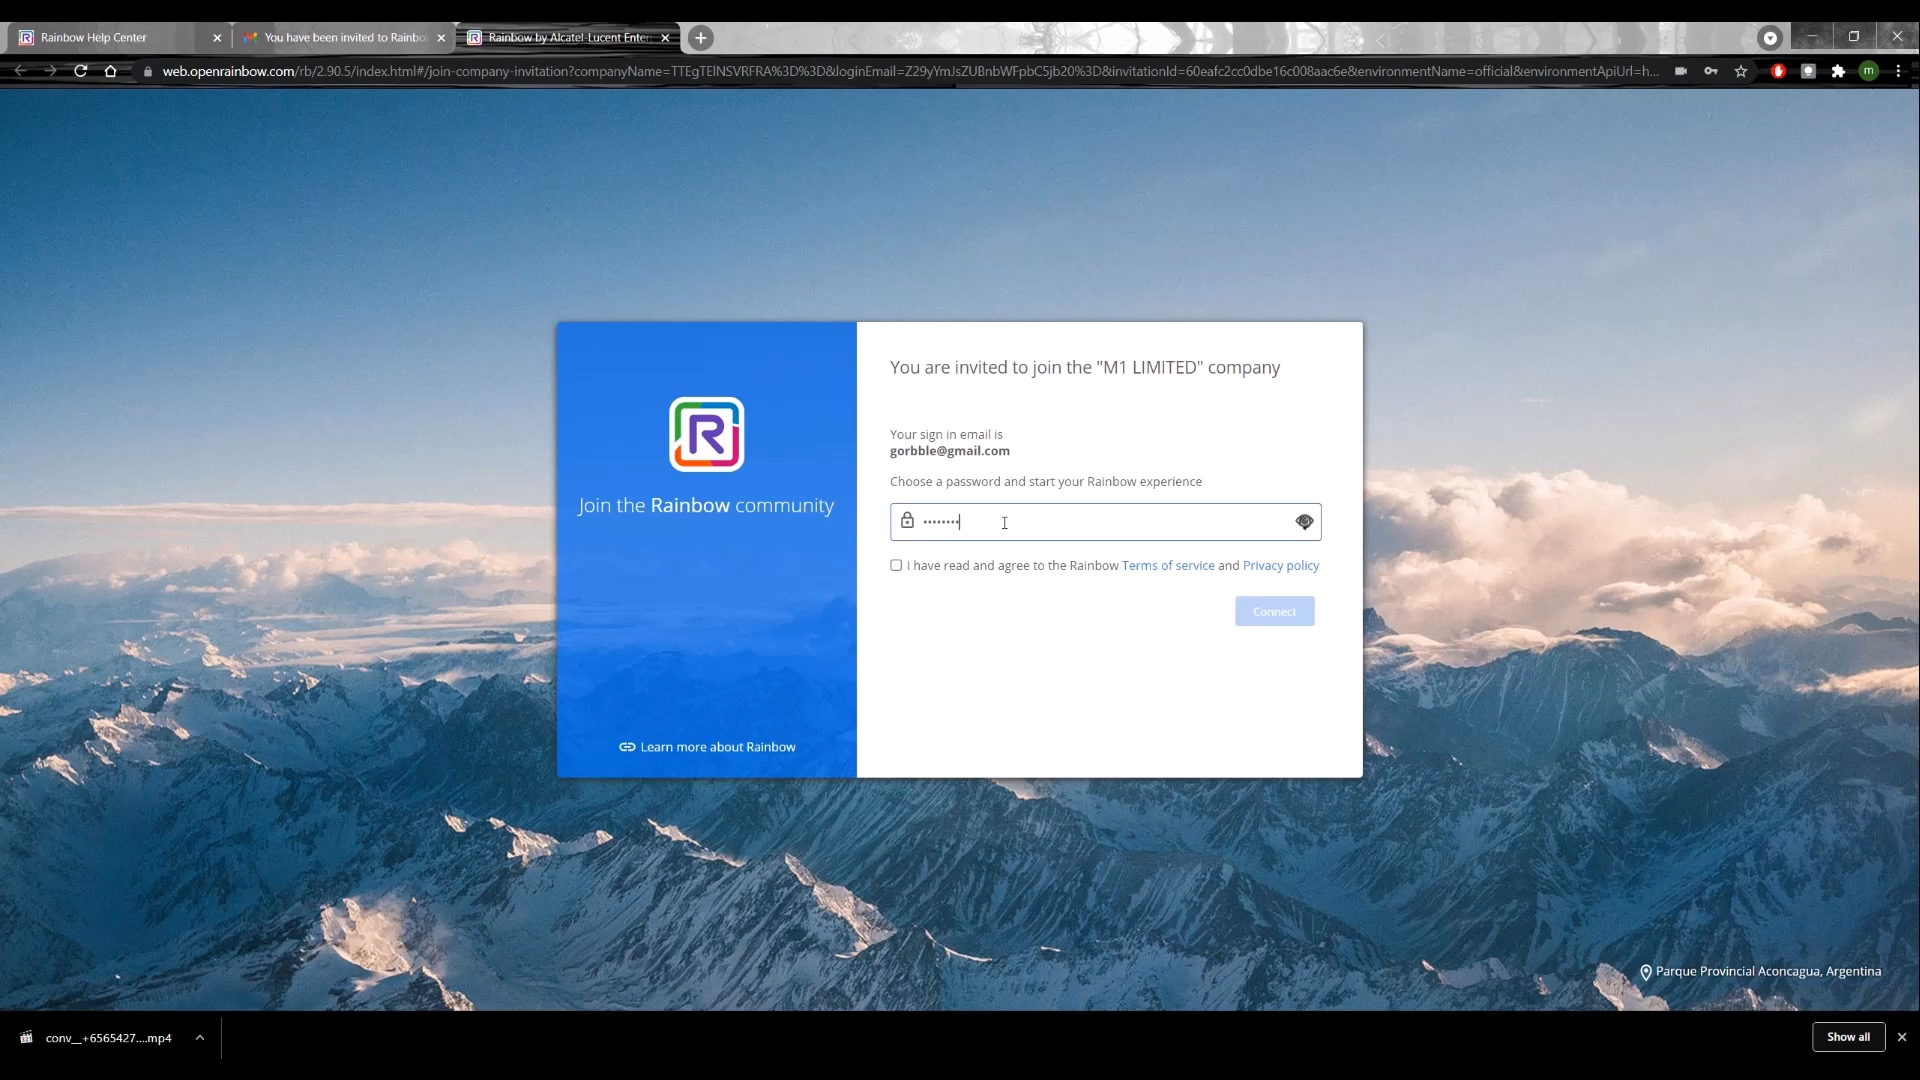 Rainbow Help Center
You have been invited to Rainbo
Rainbow by Alcatel-Lucent Enter
web.openrainbow.com/rb/2.90.5/index.html#/join-company-invitation?companyName=TTEgTElNSVRFRA%3D%3D&loginEmail=Z29yYmJsZUBnbWFpbC5jb20%3D&invitationId=60eafc2cc0dbe16c008aac6e&environmentName=official&environmentApiUrl=h...
m
You are invited to join the "M1 LIMITED" company
R
Your sign in email is
gorbble@gmail.com
Choose a password and start your Rainbow experience
Join the Rainbow community
I have read and agree to the Rainbow Terms of service and Privacy policy
Connect
Learn more about Rainbow
Parque Provincial Aconcagua, Argentina
conv__+6565427....mp4
Show all